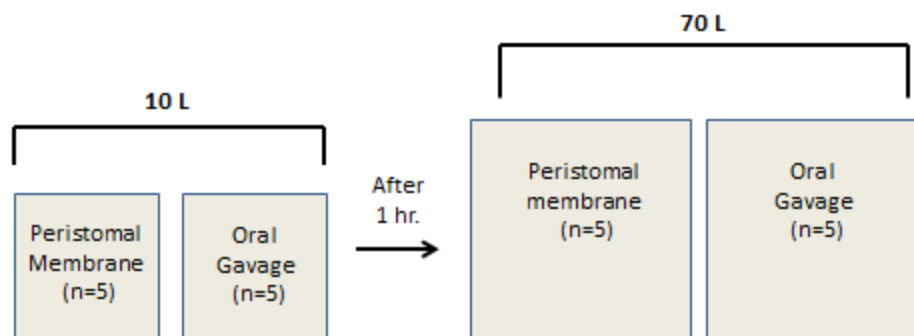 70 L
10 L
Peristomal
Membrane
(n=5)
Oral
Gavage
(n=5)
After
1 hr.
Peristomal
membrane
(n=5)
Oral
Gavage
(n=5)